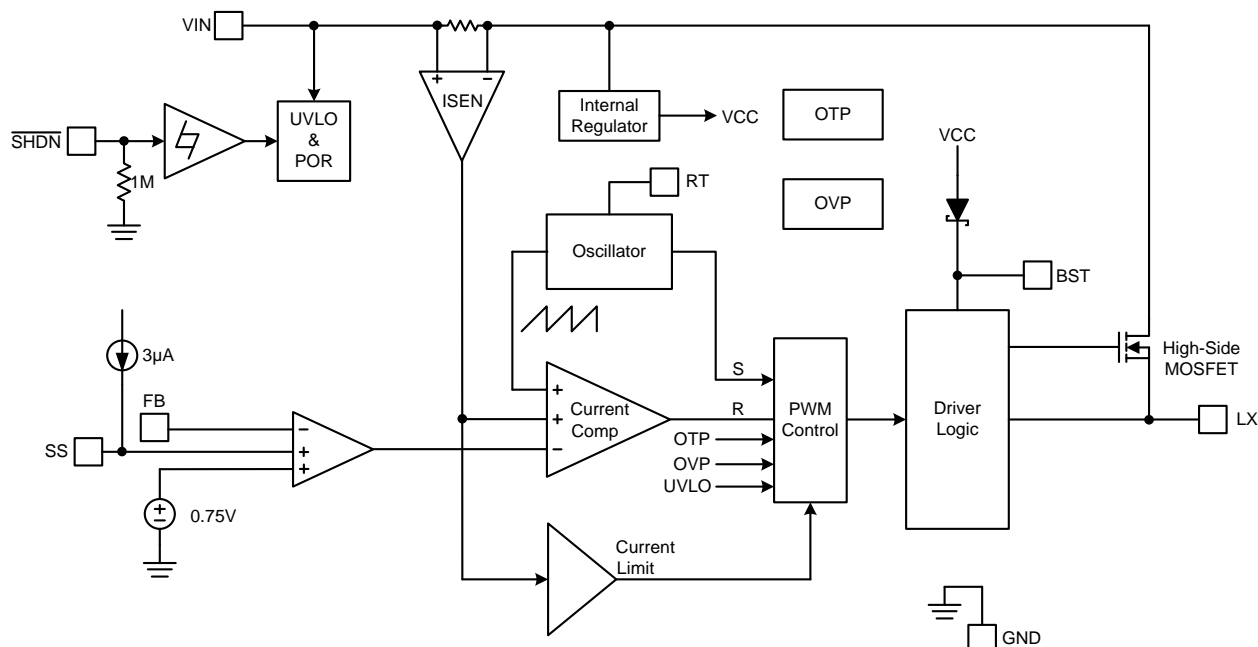 VIN
+
−
ISEN
SHDN
1M
UVLO
&
POR
Internal
Regulator
VCC
OTP
OVP
VCC
RT
Oscillator
BST
3µA
FB
SS
−
+
+
+
−
0.75V
+
+
−
Current
Comp
S
R
OTP
OVP
UVLO
PWM
Control
Driver
Logic
High-Side
MOSFET
LX
Current
Limit
GND